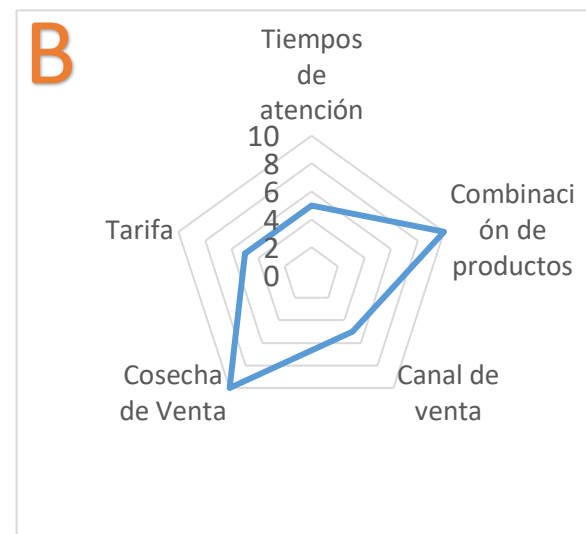 B
Tiempos
de
atención
10
8
6
4
2
0
Combinaci
ón de
productos
Canal de
venta
Cosecha
de Venta
Tarifa